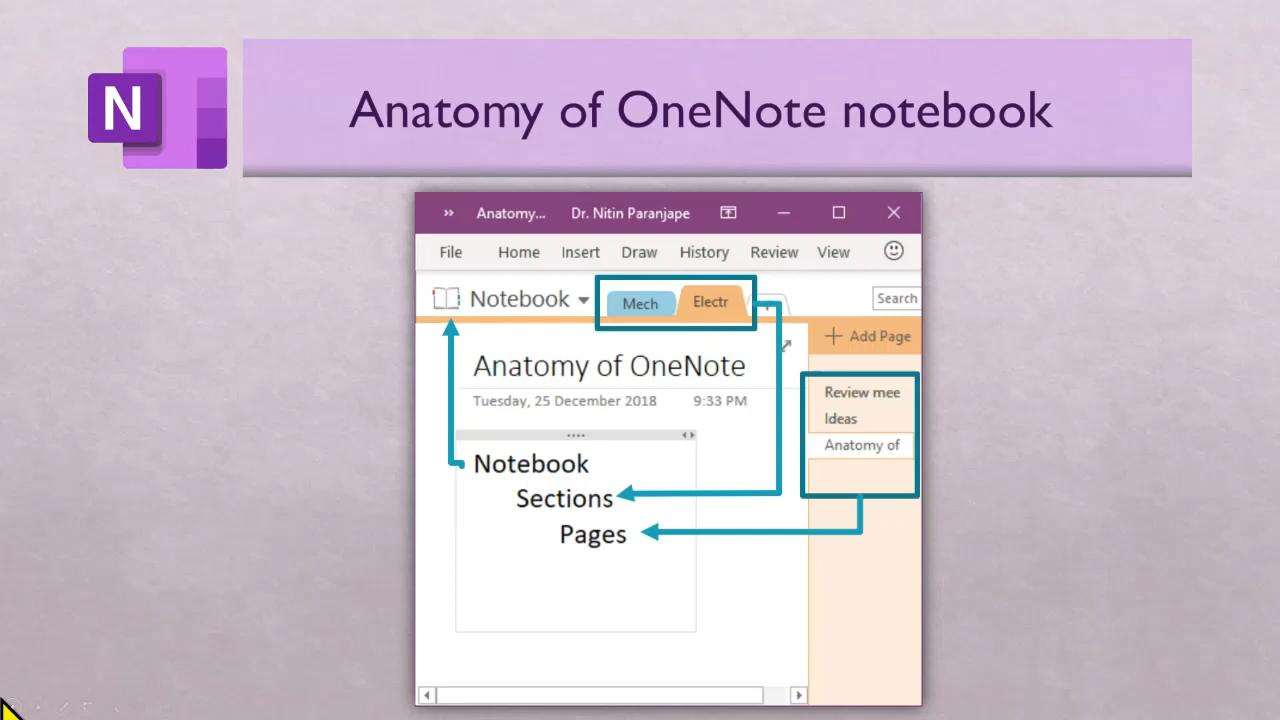 N
Anatomy of OneNote notebook
Anatomy... Dr. Nitin Paranjape
File Home Insert Draw History Review View
Notebook Mech Electr Search
Add Page
Anatomy of OneNote
Tuesday, 25 December 2018 9:33 PM
Review mee
Ideas
Anatomy of
Notebook
Sections
Pages